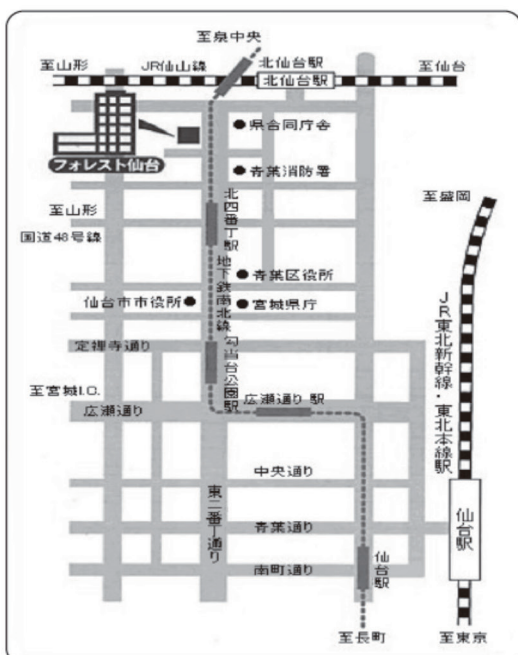 至泉中央
至山形
JR仙山線
北仙台駅
北仙台駅
至仙台
県合同庁舎
フォレスト仙台
青葉消防署
至盛岡
至山形
国道48号線
北四番丁駅
地下鉄南北線
青葉区役所
仙台市市役所
宮城県庁
定禅寺通り
勾当台公園駅
JR東北新幹線・東北本線駅
至宮城I.C.
広瀬通り
広瀬通り 駅
中央通り
東二番丁通り
青葉通り
仙台駅
仙台駅
南町通り
至長町
至東京